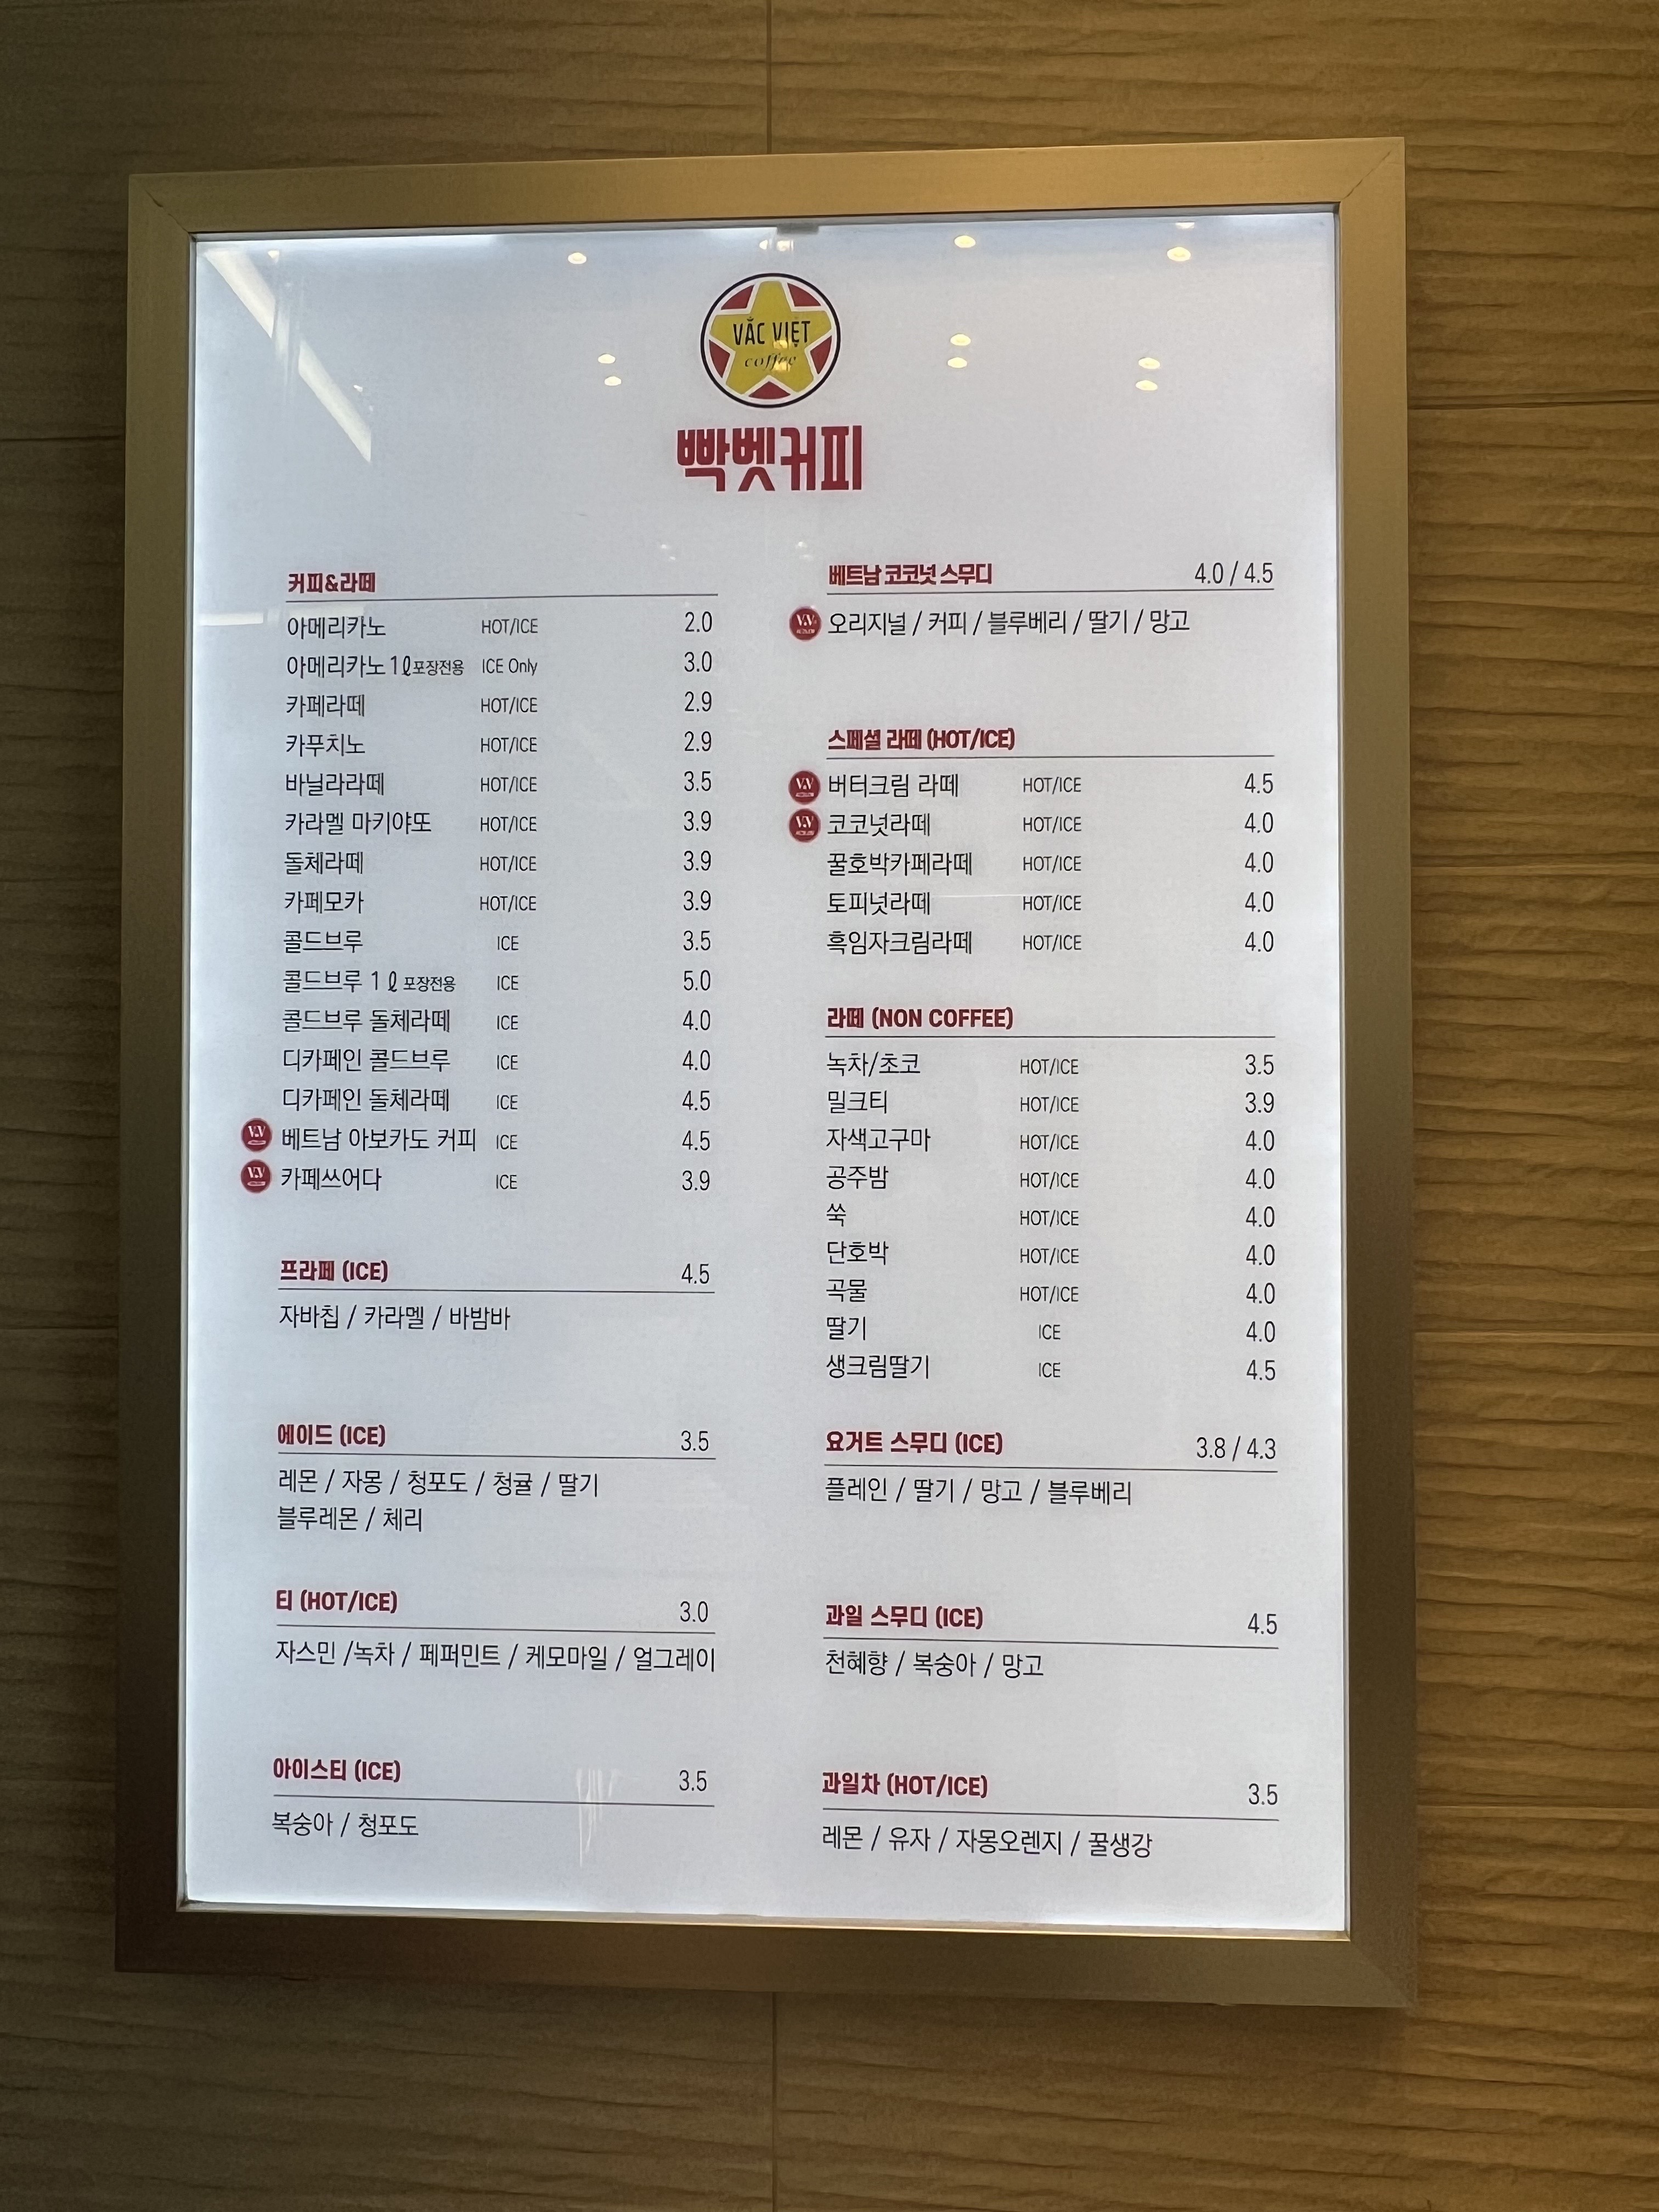 VẮC VIỆT
coffee
빡벳커피
커피&라떼
아메리카노 HOT/ICE 2.0
아메리카노 1ℓ포장전용 ICE Only 3.0
카페라떼 HOT/ICE 2.9
카푸치노 HOT/ICE 2.9
바닐라라떼 HOT/ICE 3.5
카라멜 마키야또 HOT/ICE 3.9
돌체라떼 HOT/ICE 3.9
카페모카 HOT/ICE 3.9
콜드브루 ICE 3.5
콜드브루 1 ℓ 포장전용 ICE 5.0
콜드브루 돌체라떼 ICE 4.0
디카페인 콜드브루 ICE 4.0
디카페인 돌체라떼 ICE 4.5
베트남 아보카도 커피 ICE 4.5
카페쓰어다 ICE 3.9
프라페 (ICE) 4.5
자바칩 / 카라멜 / 바밤바
에이드 (ICE) 3.5
레몬 / 자몽 / 청포도 / 청귤 / 딸기
블루레몬 / 체리
티 (HOT/ICE) 3.0
자스민 /녹차 / 페퍼민트 / 케모마일 / 얼그레이
아이스티 (ICE) 3.5
복숭아 / 청포도
베트남 코코넛 스무디 4.0 / 4.5
오리지널 / 커피 / 블루베리 / 딸기 / 망고
스페셜 라떼 (HOT/ICE)
버터크림 라떼 HOT/ICE 4.5
코코넛라떼 HOT/ICE 4.0
꿀호박카페라떼 HOT/ICE 4.0
토피넛라떼 HOT/ICE 4.0
흑임자크림라떼 HOT/ICE 4.0
라떼 (NON COFFEE)
녹차/초코 HOT/ICE 3.5
밀크티 HOT/ICE 3.9
자색고구마 HOT/ICE 4.0
공주밤 HOT/ICE 4.0
쑥 HOT/ICE 4.0
단호박 HOT/ICE 4.0
곡물 HOT/ICE 4.0
딸기 ICE 4.0
생크림딸기 ICE 4.5
요거트 스무디 (ICE) 3.8 / 4.3
플레인 / 딸기 / 망고 / 블루베리
과일 스무디 (ICE) 4.5
천혜향 / 복숭아 / 망고
과일차 (HOT/ICE) 3.5
레몬 / 유자 / 자몽오렌지 / 꿀생강